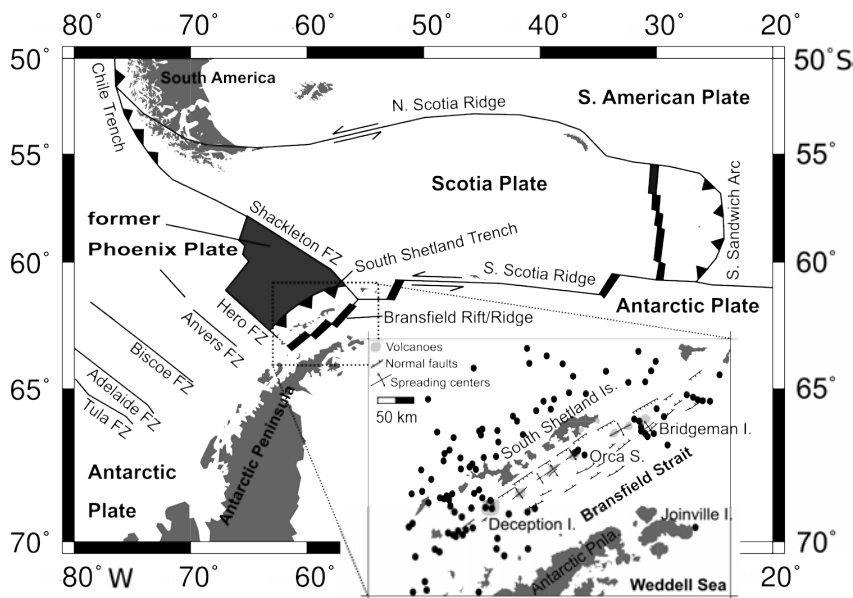 80° 70° 60° 50° 40° 30° 20°
50° 50°S
South America
Chile Trench
N. Scotia Ridge
S. American Plate
55° 55°
Scotia Plate
S. Sandwich Arc
former
Phoenix Plate
Shackleton FZ
South Shetland Trench
60° 60°
S. Scotia Ridge
Antarctic Plate
Hero FZ
Bransfield Rift/Ridge
Anvers FZ
Biscoe FZ
Adelaide FZ
Tula FZ
65° 65°
Volcanoes
Normal faults
Spreading centers
50 km
South Shetland Is.
Bridgeman I.
Orca S.
Bransfield Strait
Deception I.
Joinville I.
Antarctic Pnla.
Weddell Sea
Antarctic Peninsula
Antarctic
Plate
70° 70°
80° W 70° 60° 20°